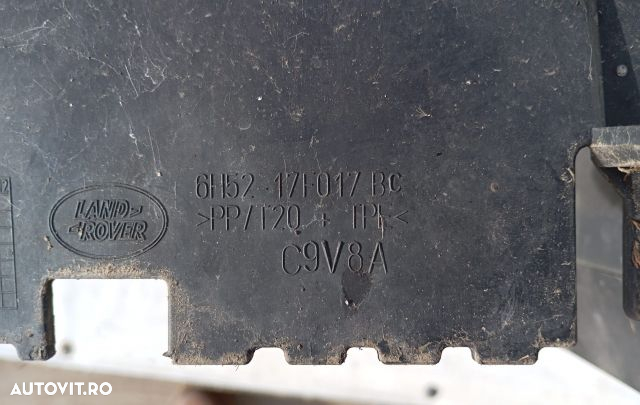 6H52 17F017 BC
LAND>
<ROVER
>PP/T20 + TPE<
C9V8A
AUTOVIT.RO